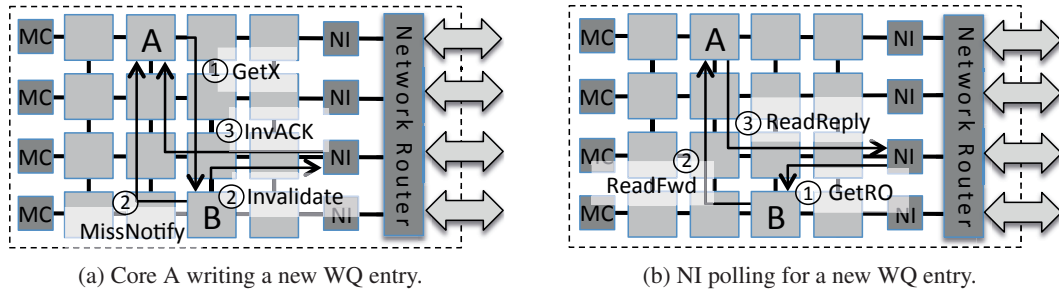 MC
A
NI
① GetX
MC
NI
③ InvACK
MC
NI
② Invalidate
MC
②
B
NI
MissNotify
Network Router
(a) Core A writing a new WQ entry.
MC
A
NI
MC
NI
③ ReadReply
MC
②
NI
ReadFwd
① GetRO
MC
B
NI
Network Router
(b) NI polling for a new WQ entry.